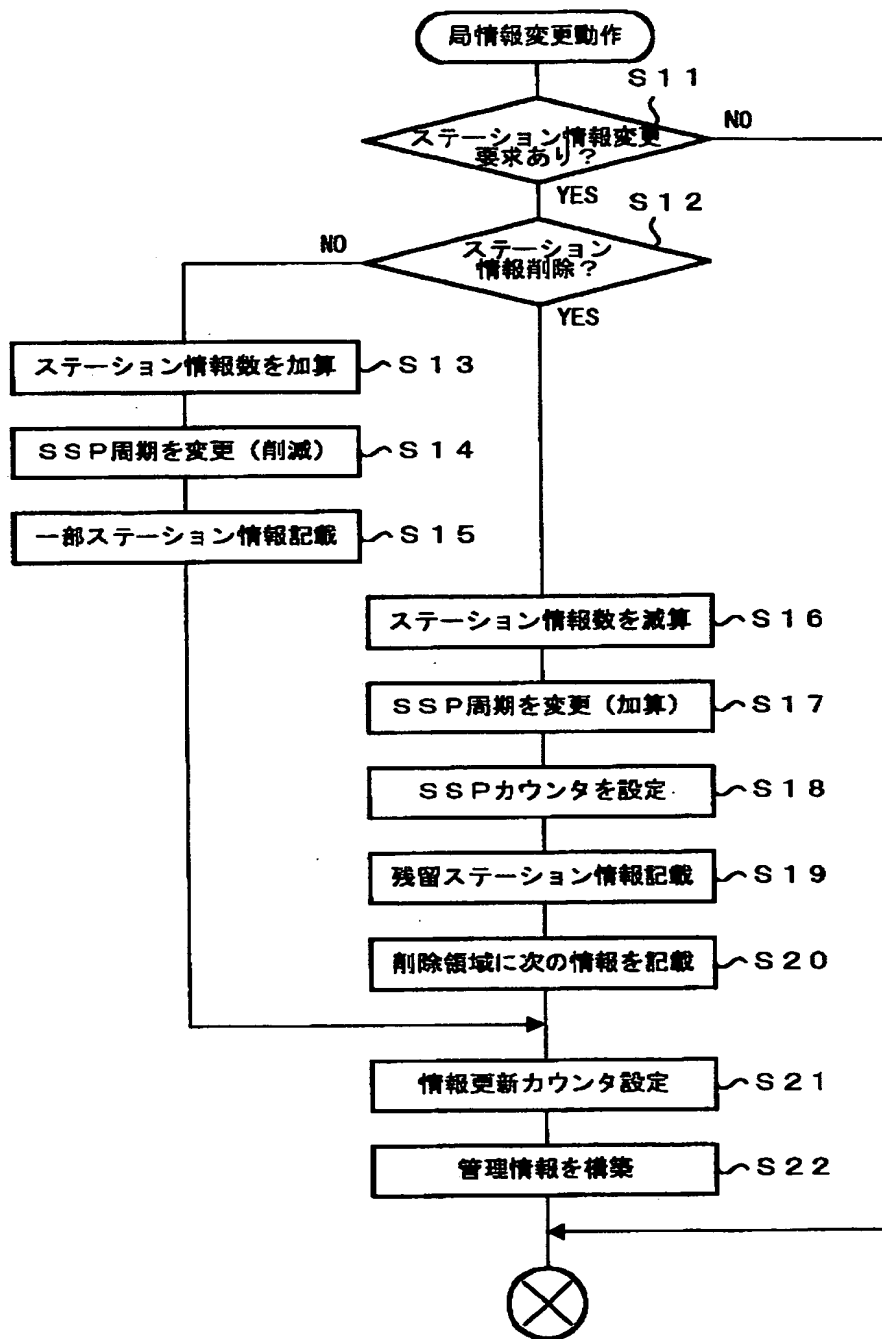 局情報変更動作
S11
ステーション情報変更
要求あり?
NO
YES
S12
ステーション
情報削除?
NO
YES
ステーション情報数を加算
S13
SSP周期を変更(削減)
S14
一部ステーション情報記載
S15
ステーション情報数を減算
S16
SSP周期を変更(加算)
S17
SSPカウンタを設定
S18
残留ステーション情報記載
S19
削除領域に次の情報を記載
S20
情報更新カウンタ設定
S21
管理情報を構築
S22